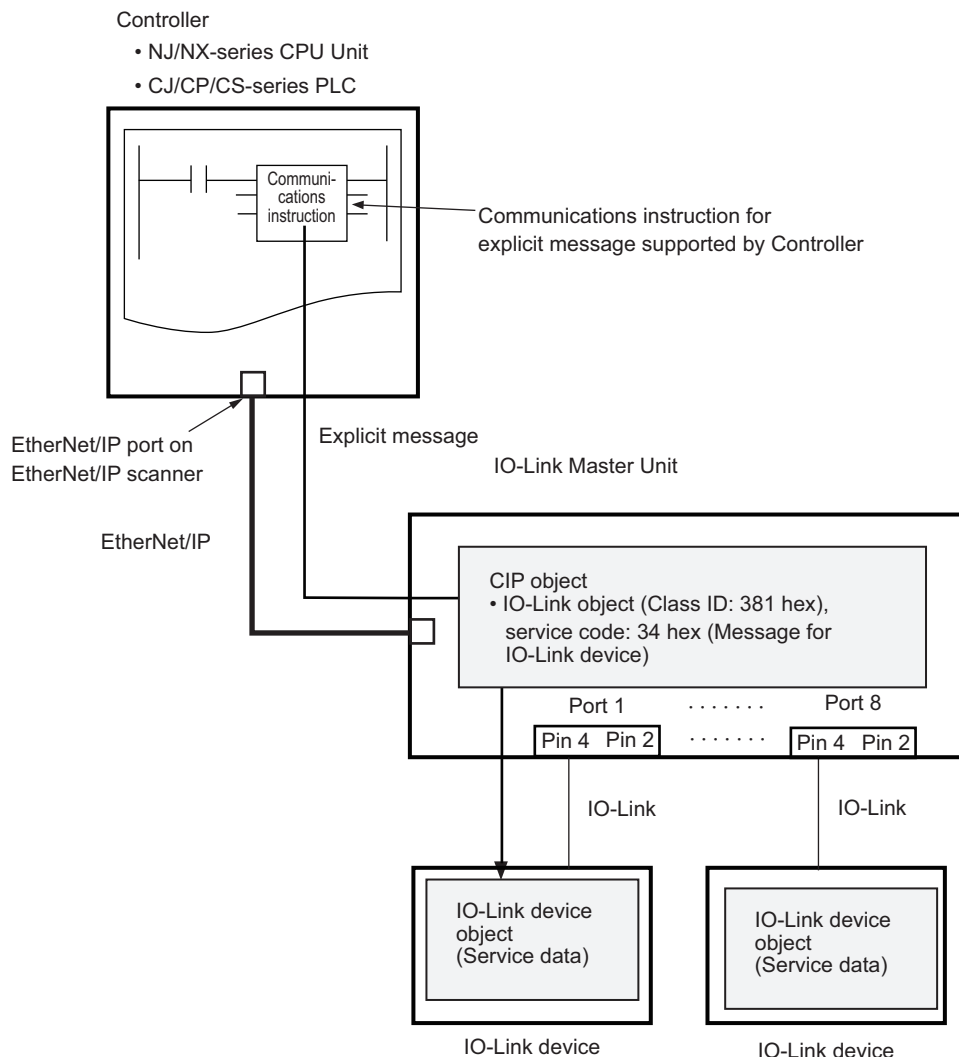 Controller
• NJ/NX-series CPU Unit
• CJ/CP/CS-series PLC
Communi-
cations
instruction
Communications instruction for
explicit message supported by Controller
EtherNet/IP port on
EtherNet/IP scanner
Explicit message
IO-Link Master Unit
EtherNet/IP
CIP object
• IO-Link object (Class ID: 381 hex),
service code: 34 hex (Message for
IO-Link device)
Port 1 ....... Port 8
Pin 4 Pin 2 ....... Pin 4 Pin 2
IO-Link IO-Link
IO-Link device
object
(Service data)
IO-Link device
object
(Service data)
IO-Link device IO-Link device